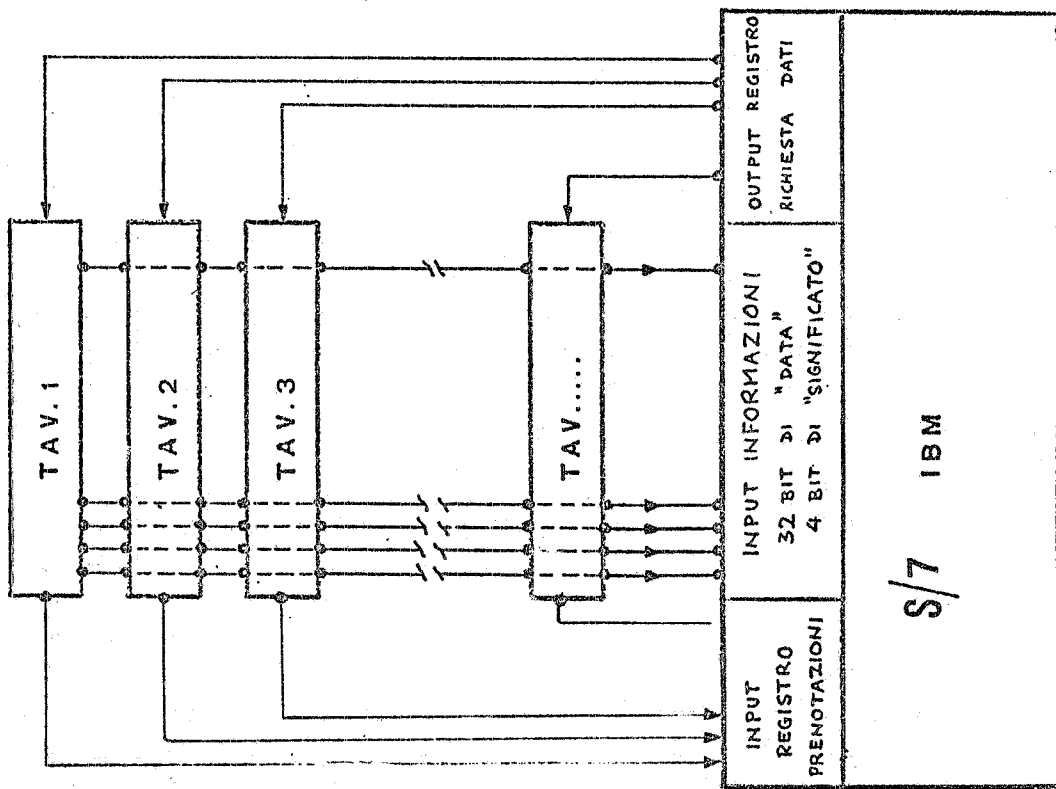 TAV.1
TAV.2
TAV.3
TAV.....
INPUT
REGISTRO
PRENOTAZIONI
INPUT INFORMAZIONI
32 BIT DI "DATA"
4 BIT DI "SIGNIFICATO"
OUTPUT REGISTRO
RICHIESTA DATI
S/7 IBM